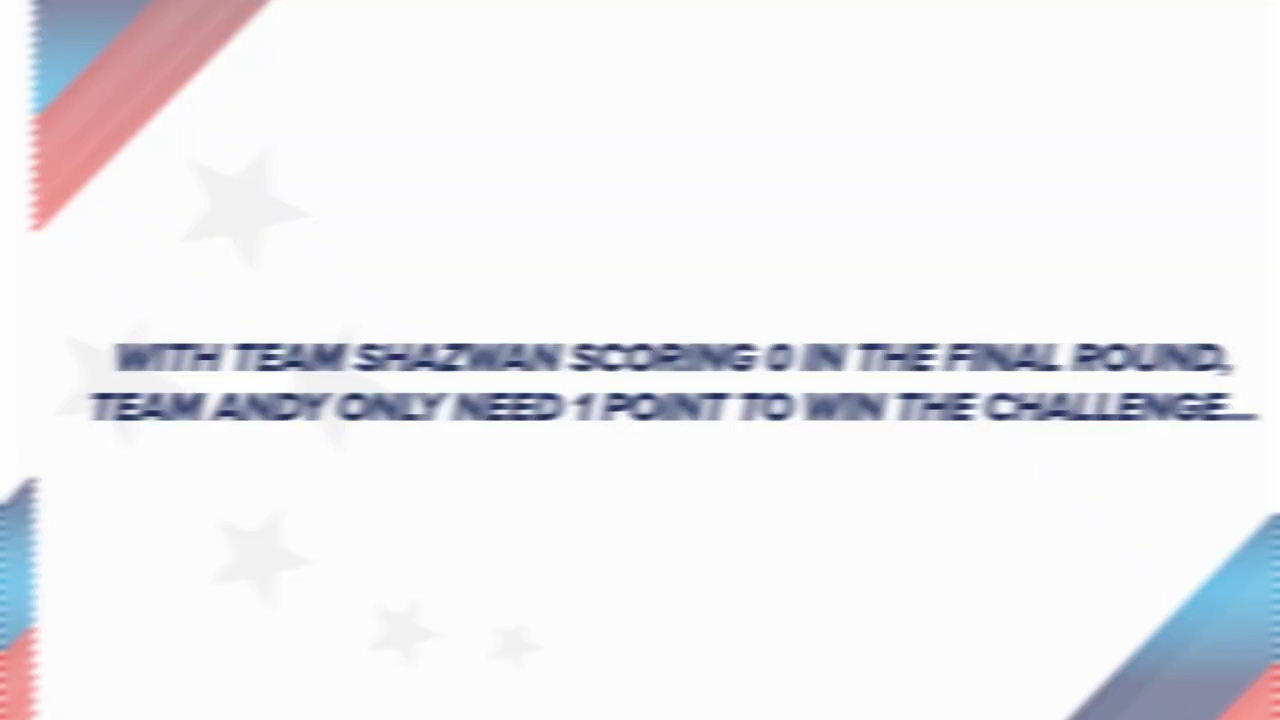 WITH TEAM SHAZWAN SCORING 0 IN THE FINAL ROUND,
TEAM ANDY ONLY NEED 1 POINT TO WIN THE CHALLENGE...